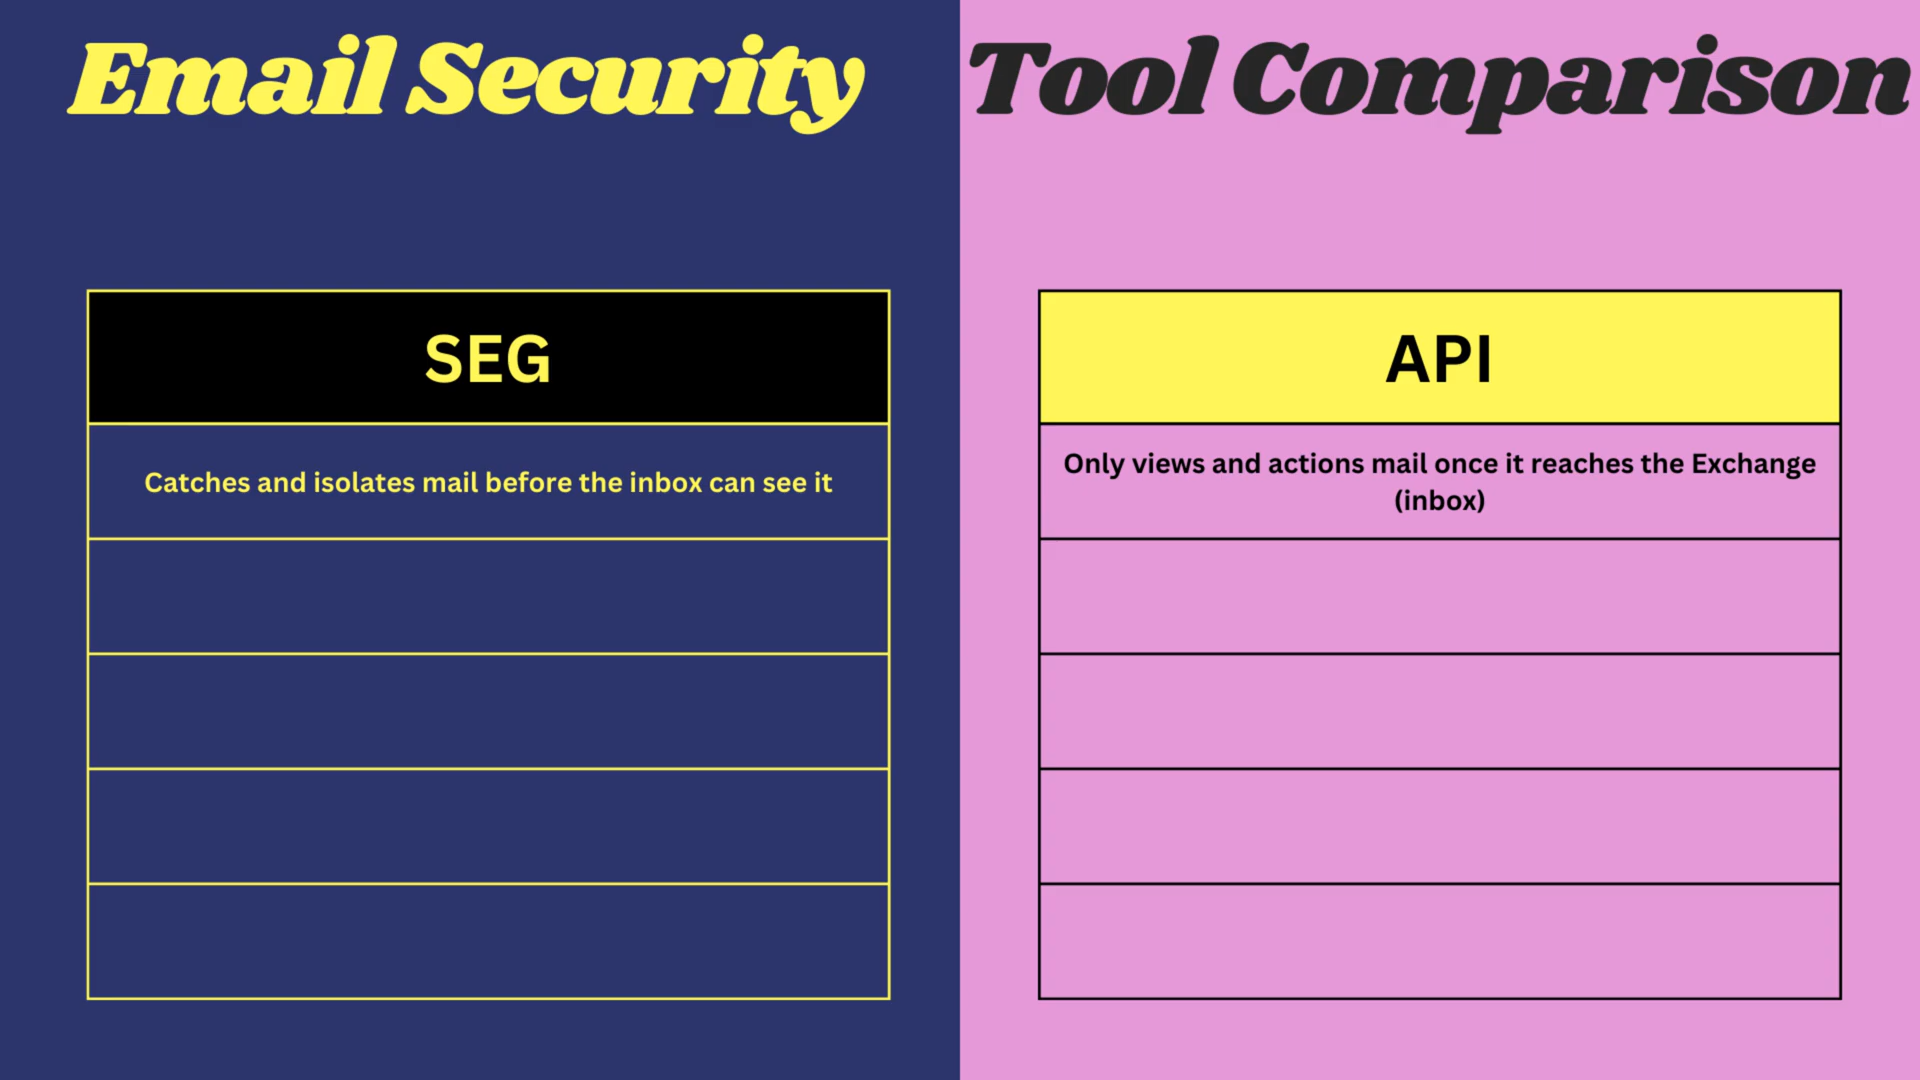 Email Security Tool Comparison
SEG
Catches and isolates mail before the inbox can see it
API
Only views and actions mail once it reaches the Exchange
(inbox)